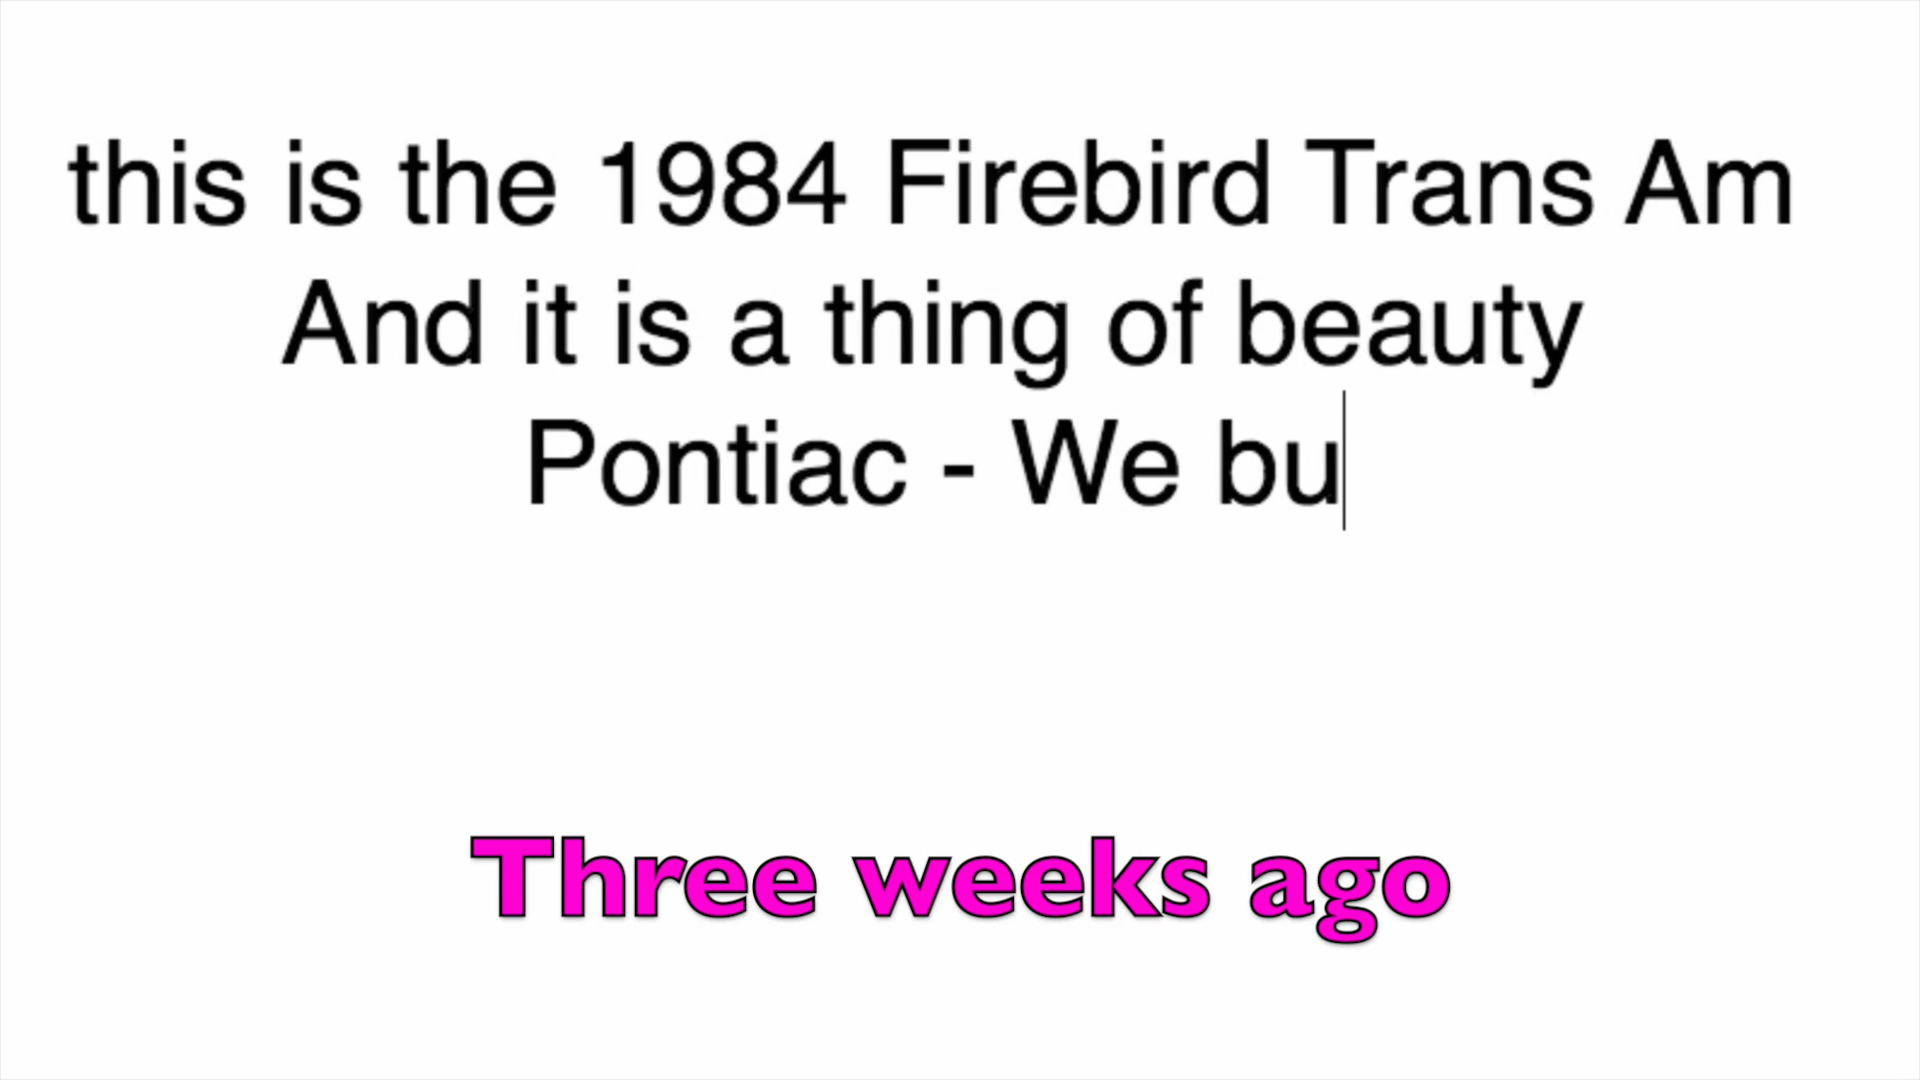 this is the 1984 Firebird Trans Am
And it is a thing of beauty
Pontiac - We bu
Three weeks ago